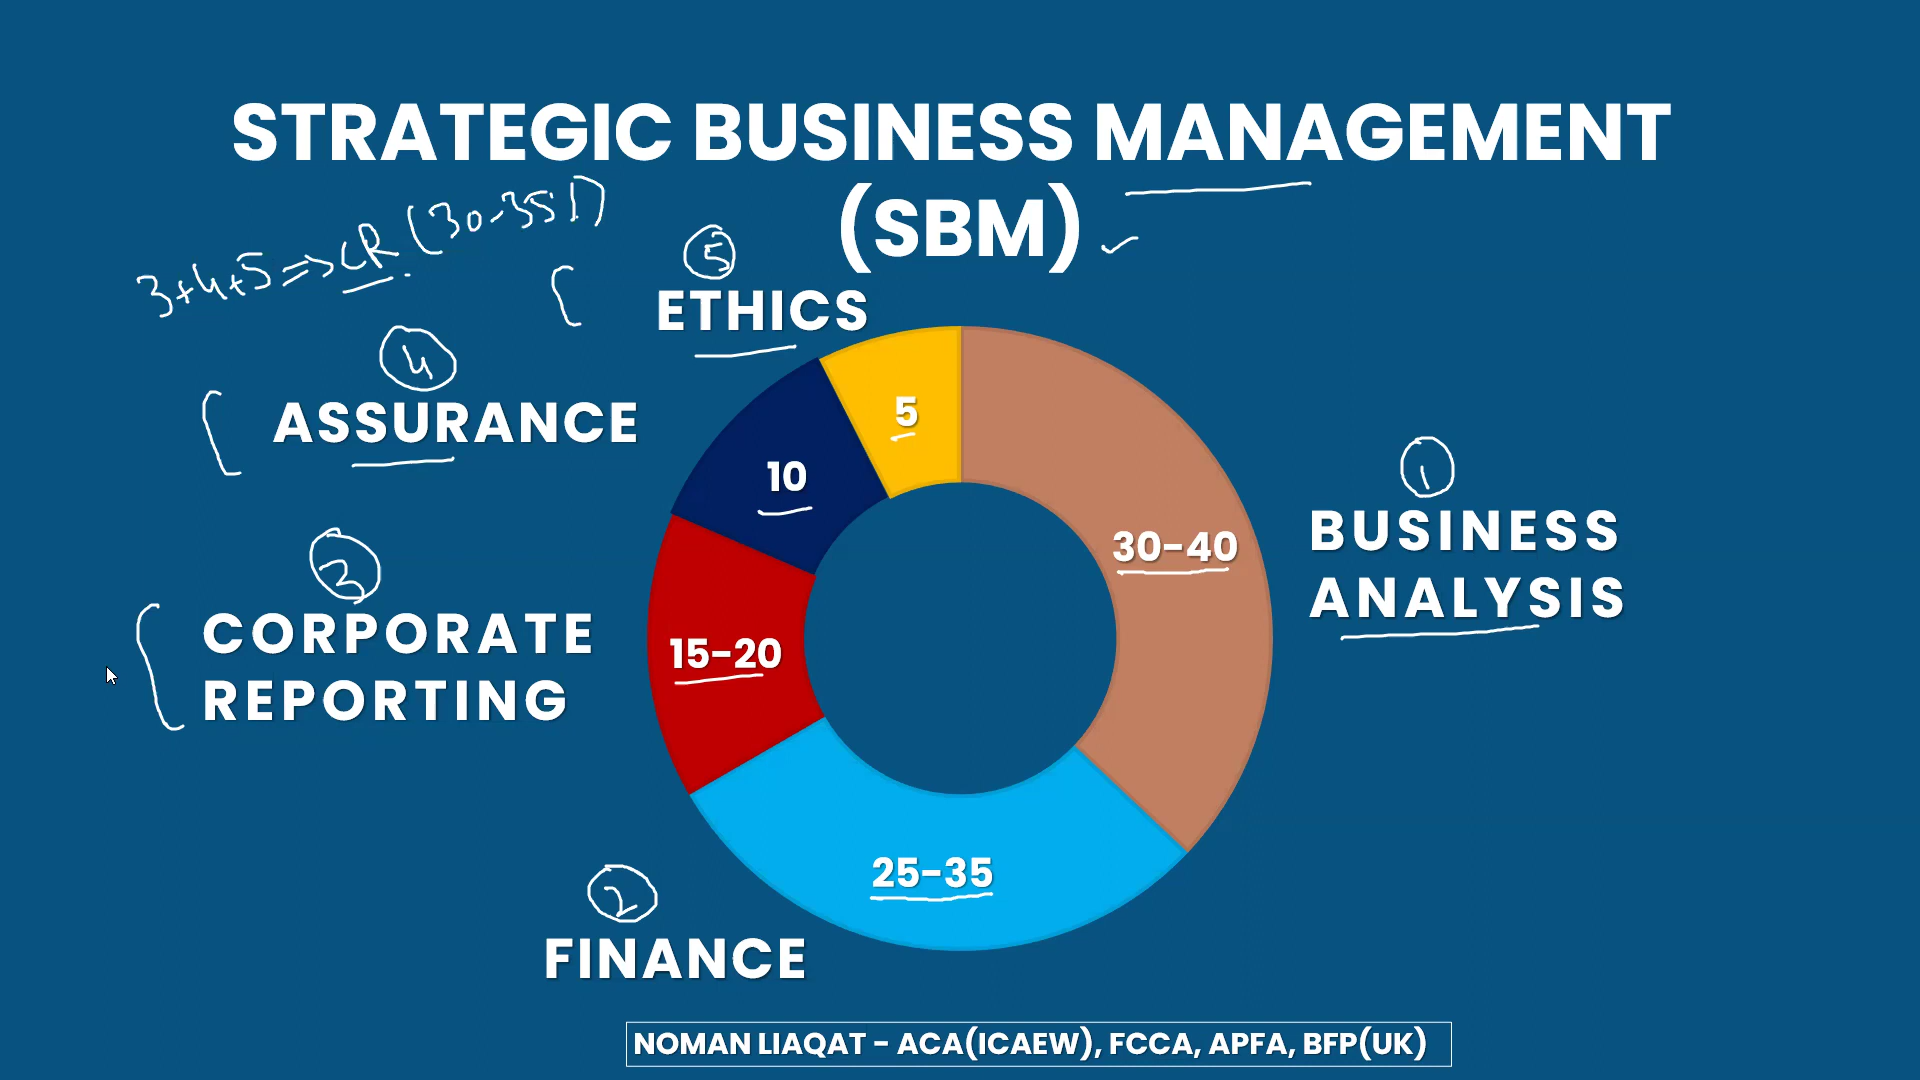 STRATEGIC BUSINESS MANAGEMENT
(SBM)
3+4+5 => CR (30-35%)
5
ETHICS
4
ASSURANCE
5
10
1
BUSINESS
ANALYSIS
30-40
3
CORPORATE
REPORTING
15-20
25-35
2
FINANCE
NOMAN LIAQAT - ACA(ICAEW), FCCA, APFA, BFP(UK)